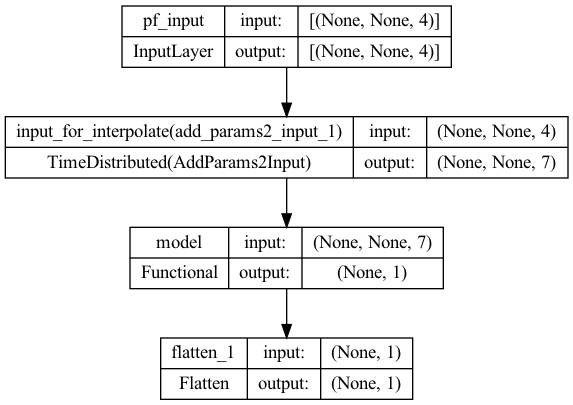 pf_input input: [(None, None, 4)]
InputLayer output: [(None, None, 4)]
input_for_interpolate(add_params2_input_1) input: (None, None, 4)
TimeDistributed(AddParams2Input) output: (None, None, 7)
model input: (None, None, 7)
Functional output: (None, 1)
flatten_1 input: (None, 1)
Flatten output: (None, 1)